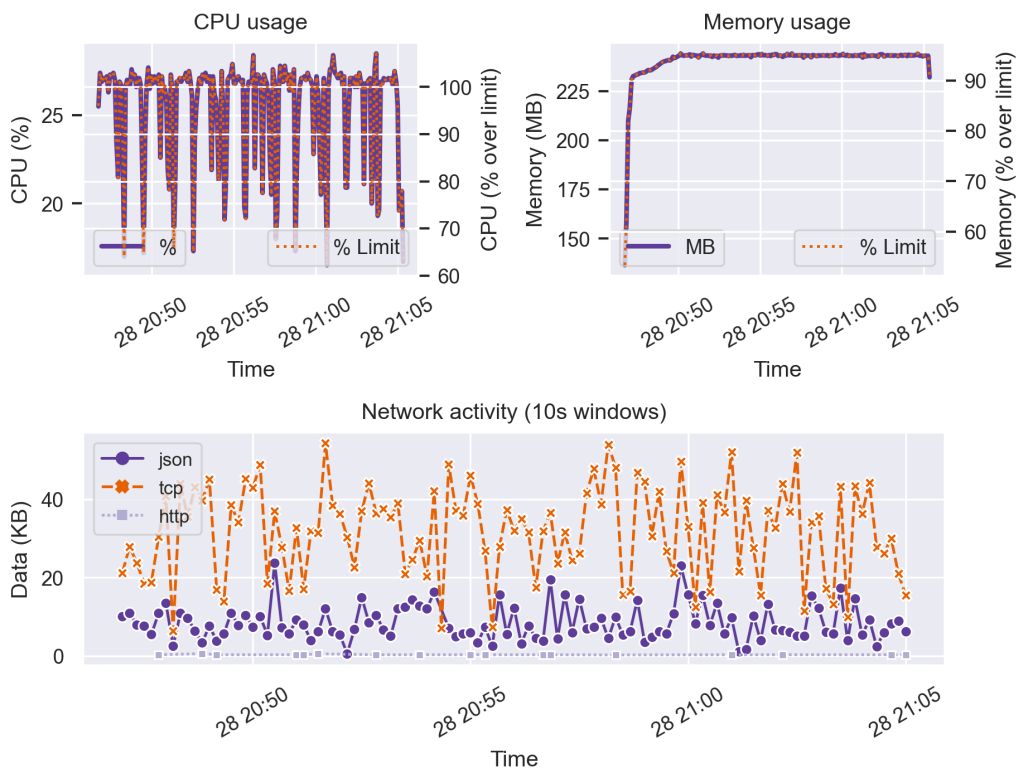 CPU usage
CPU (%)
25
20
100
90
80
70
60
CPU (% over limit)
%
% Limit
28 20:50
28 20:55
28 21:00
28 21:05
Time
Memory usage
Memory (MB)
225
200
175
150
90
80
70
60
Memory (% over limit)
MB
% Limit
28 20:50
28 20:55
28 21:00
28 21:05
Time
Network activity (10s windows)
Data (KB)
40
20
0
json
tcp
http
28 20:50
28 20:55
28 21:00
28 21:05
Time